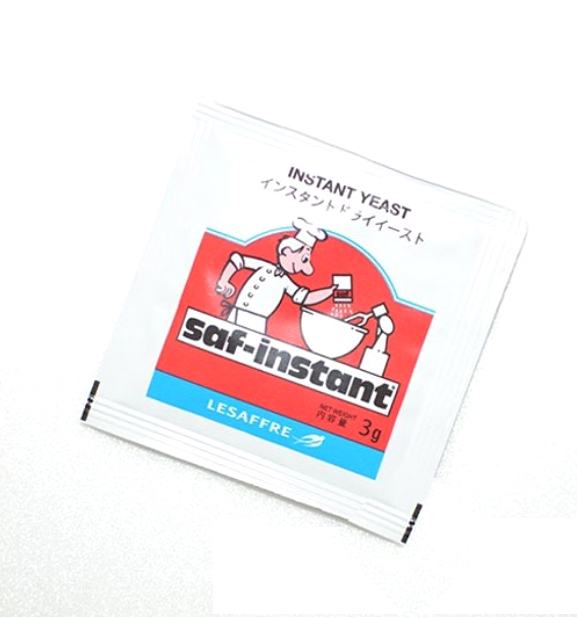 INSTANT YEAST
インスタントドライイースト
saf-instant
NET WEIGHT
内容量 3g
LESAFFRE